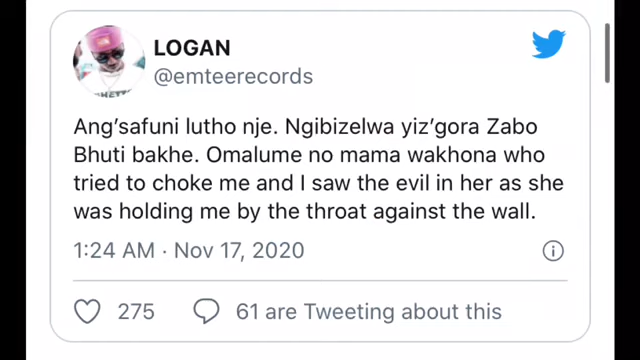 LOGAN
@emteerecords
Ang'safuni lutho nje. Ngibizelwa yiz'gora Zabo
Bhuti bakhe. Omalume no mama wakhona who
tried to choke me and I saw the evil in her as she
was holding me by the throat against the wall.
1:24 AM · Nov 17, 2020
275 61 are Tweeting about this